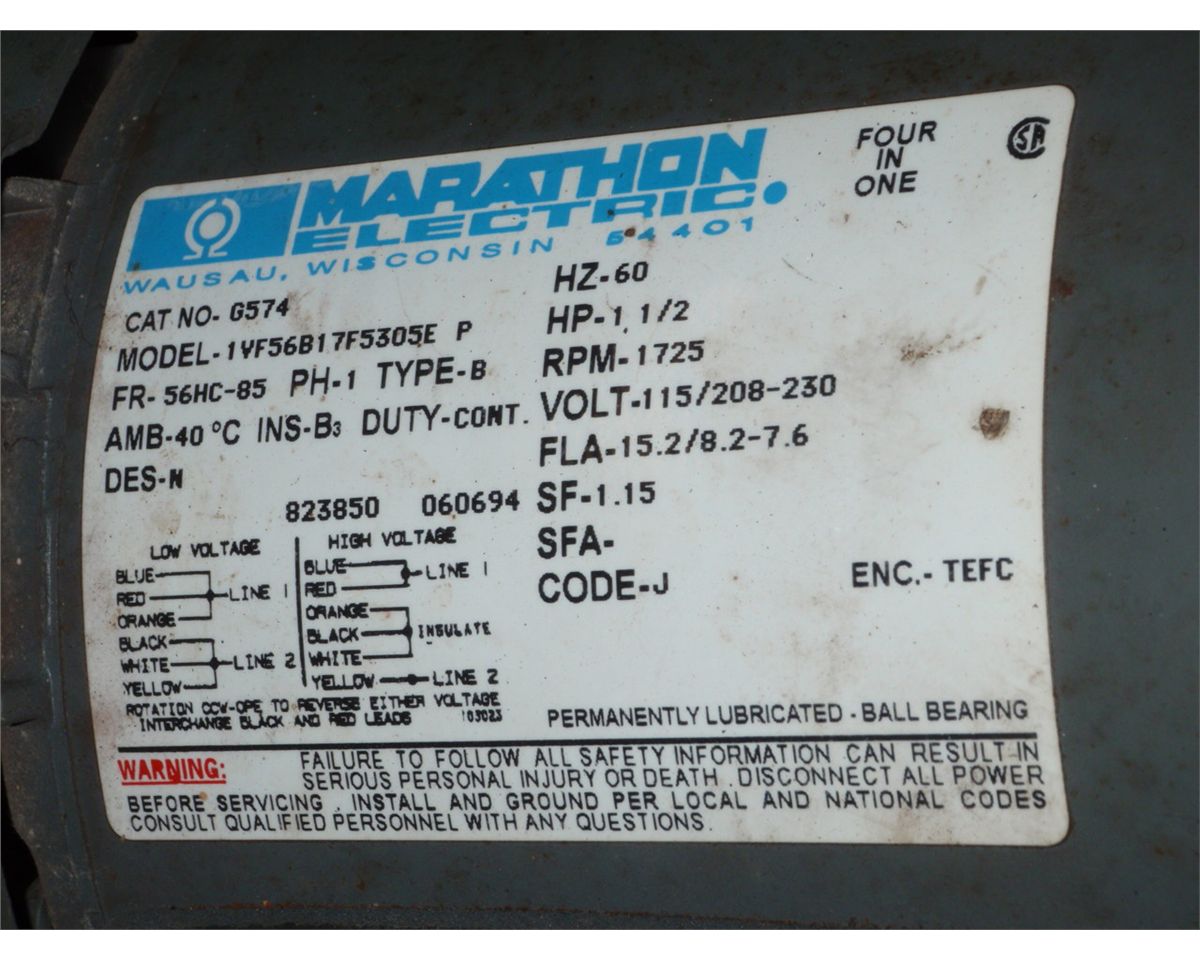 MARATHON
ELECTRIC.
WAUSAU, WISCONSIN 54401
FOUR
IN
ONE
SA
CAT NO- G574
MODEL-1VF56B17F5305E P
FR- 56HC-85 PH-1 TYPE-B
AMB-40 °C INS-B3 DUTY-CONT.
DES-N
823850 060694
HZ-60
HP-1 1/2
RPM-1725
VOLT-115/208-230
FLA-15.2/8.2-7.6
SF-1.15
SFA-
CODE-J
ENC.- TEFC
LOW VOLTAGE
BLUE
RED
ORANGE
LINE 1
BLACK
WHITE
YELLOW
LINE 2
HIGH VOLTAGE
BLUE
RED
LINE 1
ORANGE
BLACK
WHITE
INSULATE
YELLOW LINE 2
ROTATION CCW-OPE TO REVERSE EITHER VOLTAGE
INTERCHANGE BLACK AND RED LEADS 103023
PERMANENTLY LUBRICATED - BALL BEARING
WARNING: FAILURE TO FOLLOW ALL SAFETY INFORMATION CAN RESULT IN
SERIOUS PERSONAL INJURY OR DEATH . DISCONNECT ALL POWER
BEFORE SERVICING . INSTALL AND GROUND PER LOCAL AND NATIONAL CODES
CONSULT QUALIFIED PERSONNEL WITH ANY QUESTIONS.